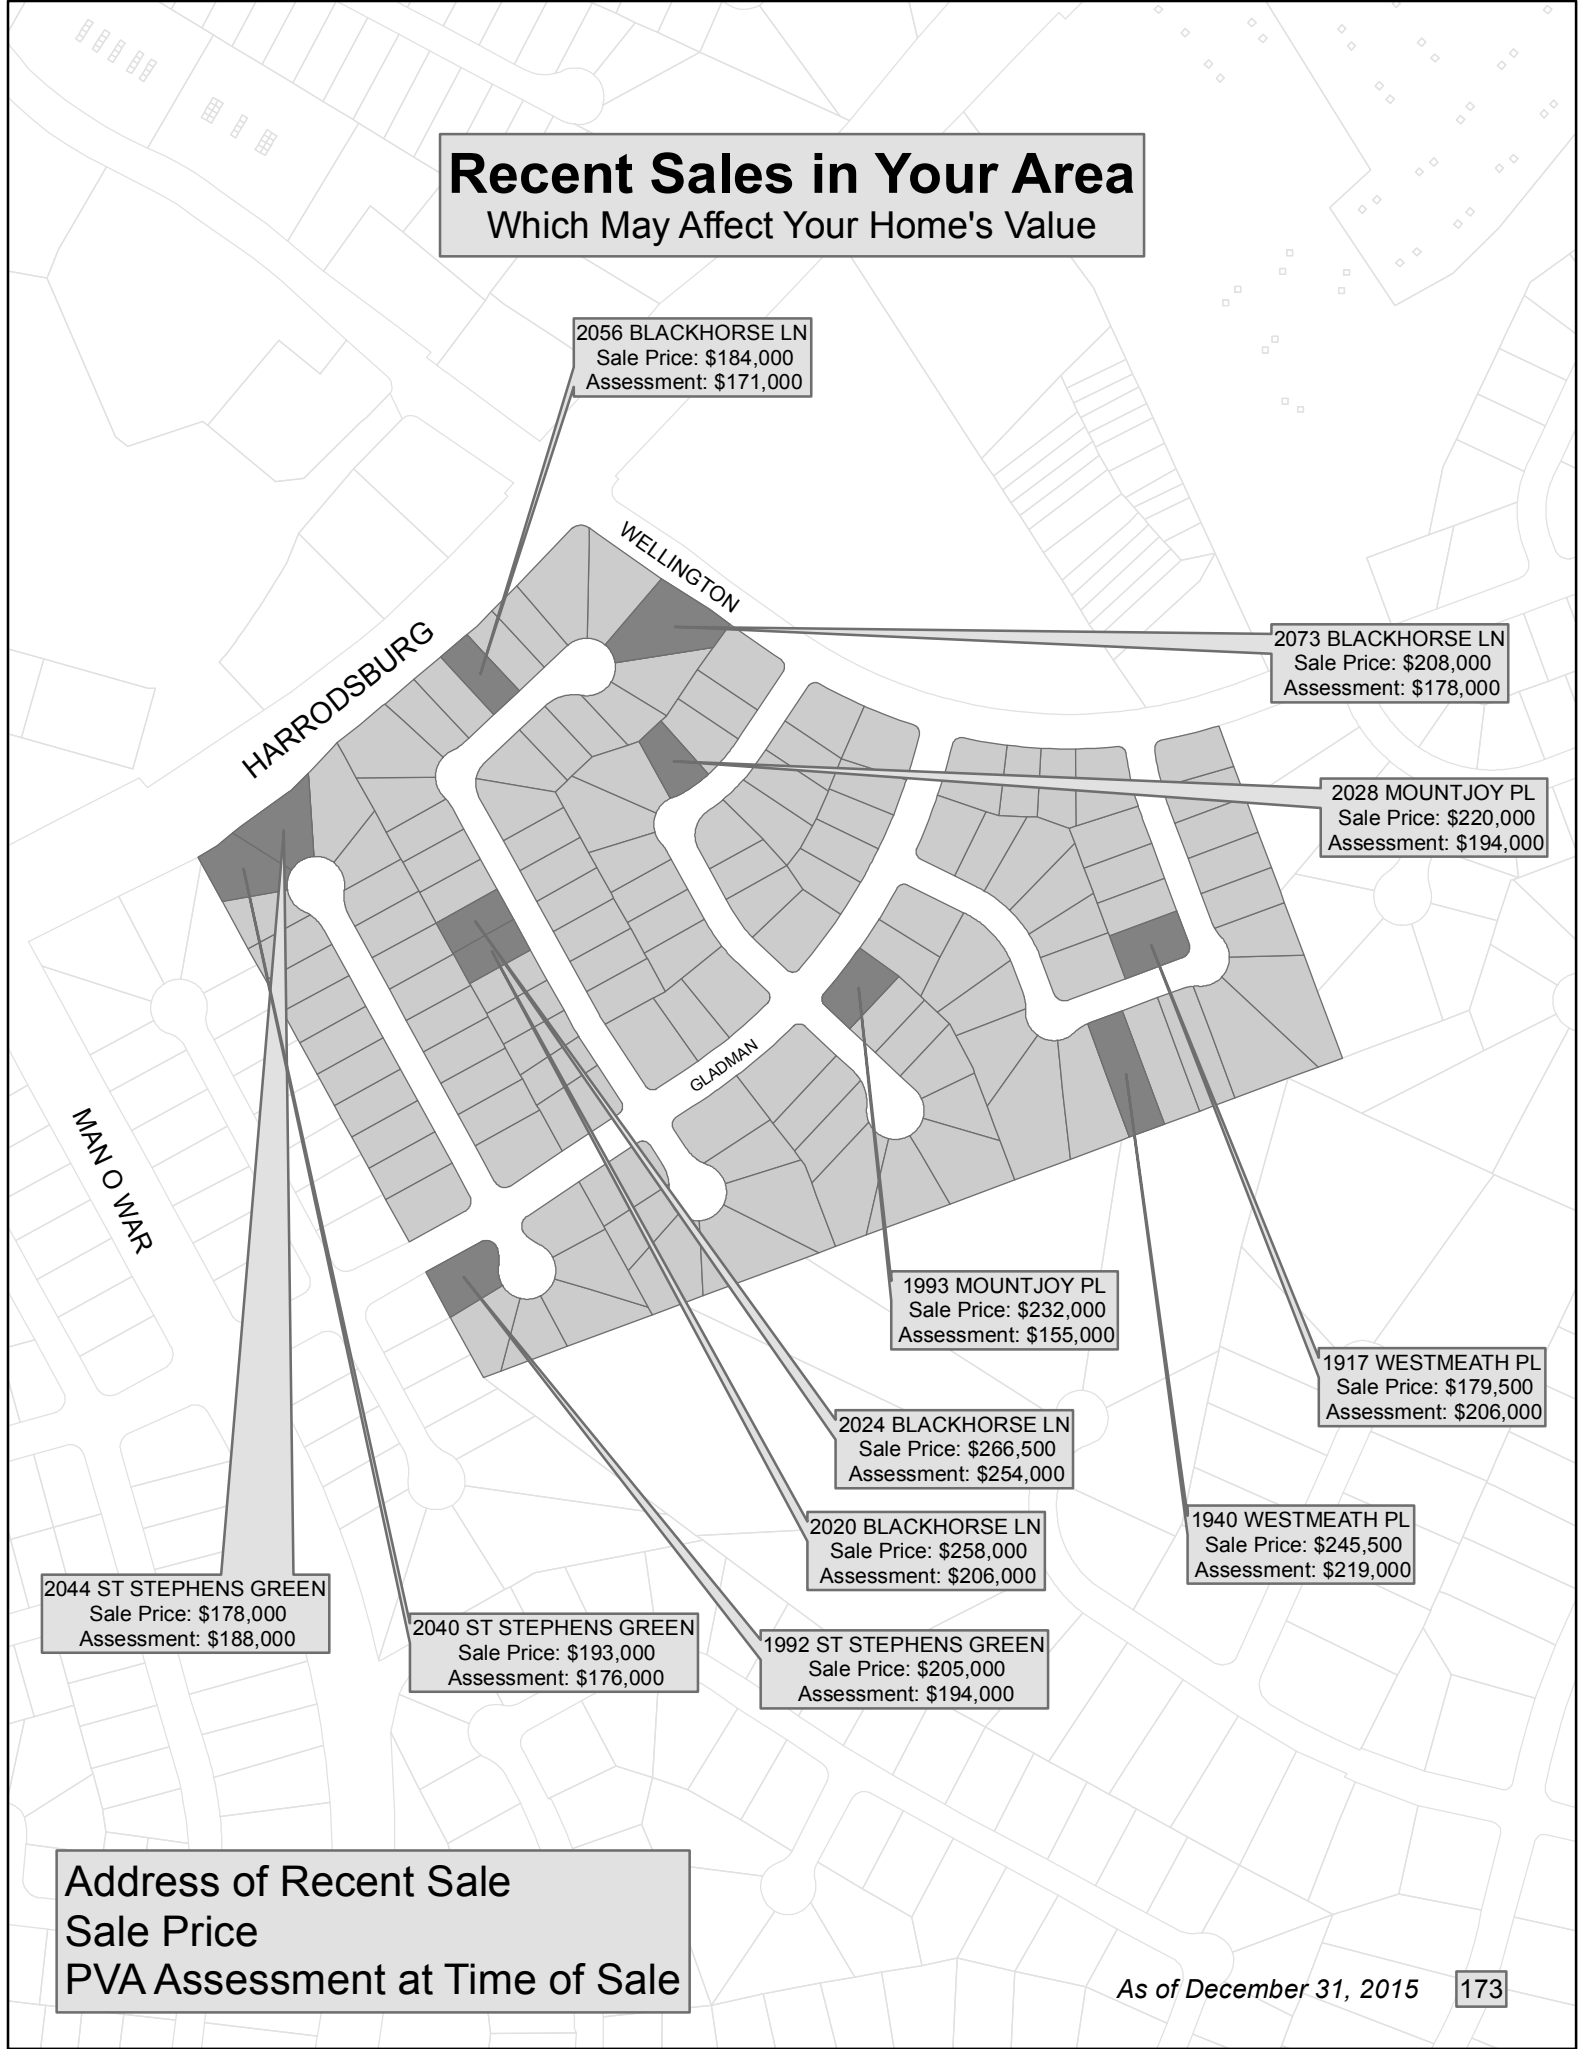 Recent Sales in Your Area
Which May Affect Your Home's Value
2056 BLACKHORSE LN
Sale Price: $184,000
Assessment: $171,000
WELLINGTON
HARRODSBURG
2073 BLACKHORSE LN
Sale Price: $208,000
Assessment: $178,000
2028 MOUNTJOY PL
Sale Price: $220,000
Assessment: $194,000
GLADMAN
MAN O WAR
1993 MOUNTJOY PL
Sale Price: $232,000
Assessment: $155,000
1917 WESTMEATH PL
Sale Price: $179,500
Assessment: $206,000
2024 BLACKHORSE LN
Sale Price: $266,500
Assessment: $254,000
2020 BLACKHORSE LN
Sale Price: $258,000
Assessment: $206,000
1940 WESTMEATH PL
Sale Price: $245,500
Assessment: $219,000
2044 ST STEPHENS GREEN
Sale Price: $178,000
Assessment: $188,000
2040 ST STEPHENS GREEN
Sale Price: $193,000
Assessment: $176,000
1992 ST STEPHENS GREEN
Sale Price: $205,000
Assessment: $194,000
Address of Recent Sale
Sale Price
PVA Assessment at Time of Sale
As of December 31, 2015
173